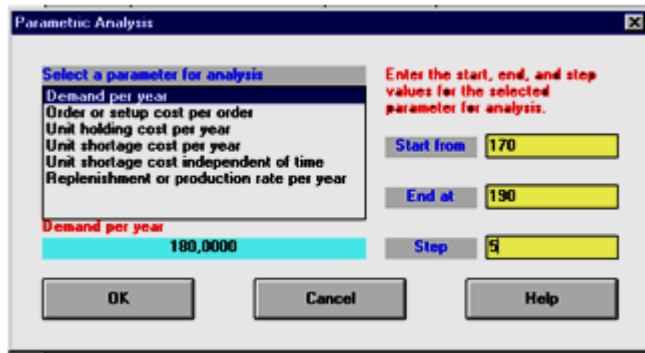 Parametric Analysis
Select a parameter for analysis
Demand per year
Order or setup cost per order
Unit holding cost per year
Unit shortage cost per year
Unit shortage cost independent of time
Replenishment or production rate per year
Demand per year
180,0000
Enter the start, end, and step
values for the selected
parameter for analysis.
Start from 170
End at 190
Step 5
OK Cancel Help